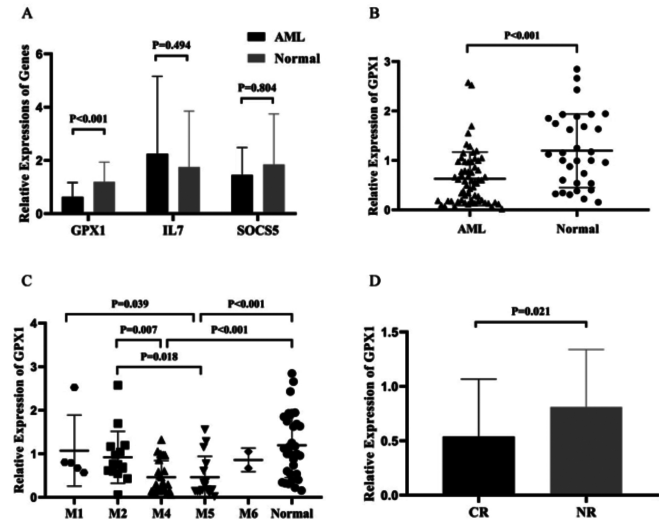 A
Relative Expressions of Genes
8
6
4
2
0
AML
Normal
P=0.494
P=0.804
P<0.001
GPX1 IL7 SOCS5
B
Relative Expression of GPX1
3
2
1
0
P<0.001
AML Normal
C
Relative Expression of GPX1
4
3
2
1
0
P=0.039 P<0.001
P=0.007 P<0.001
P=0.018
M1 M2 M4 M5 M6 Normal
D
Relative Expression of GPX1
1.5
1.0
0.5
0.0
P=0.021
CR NR